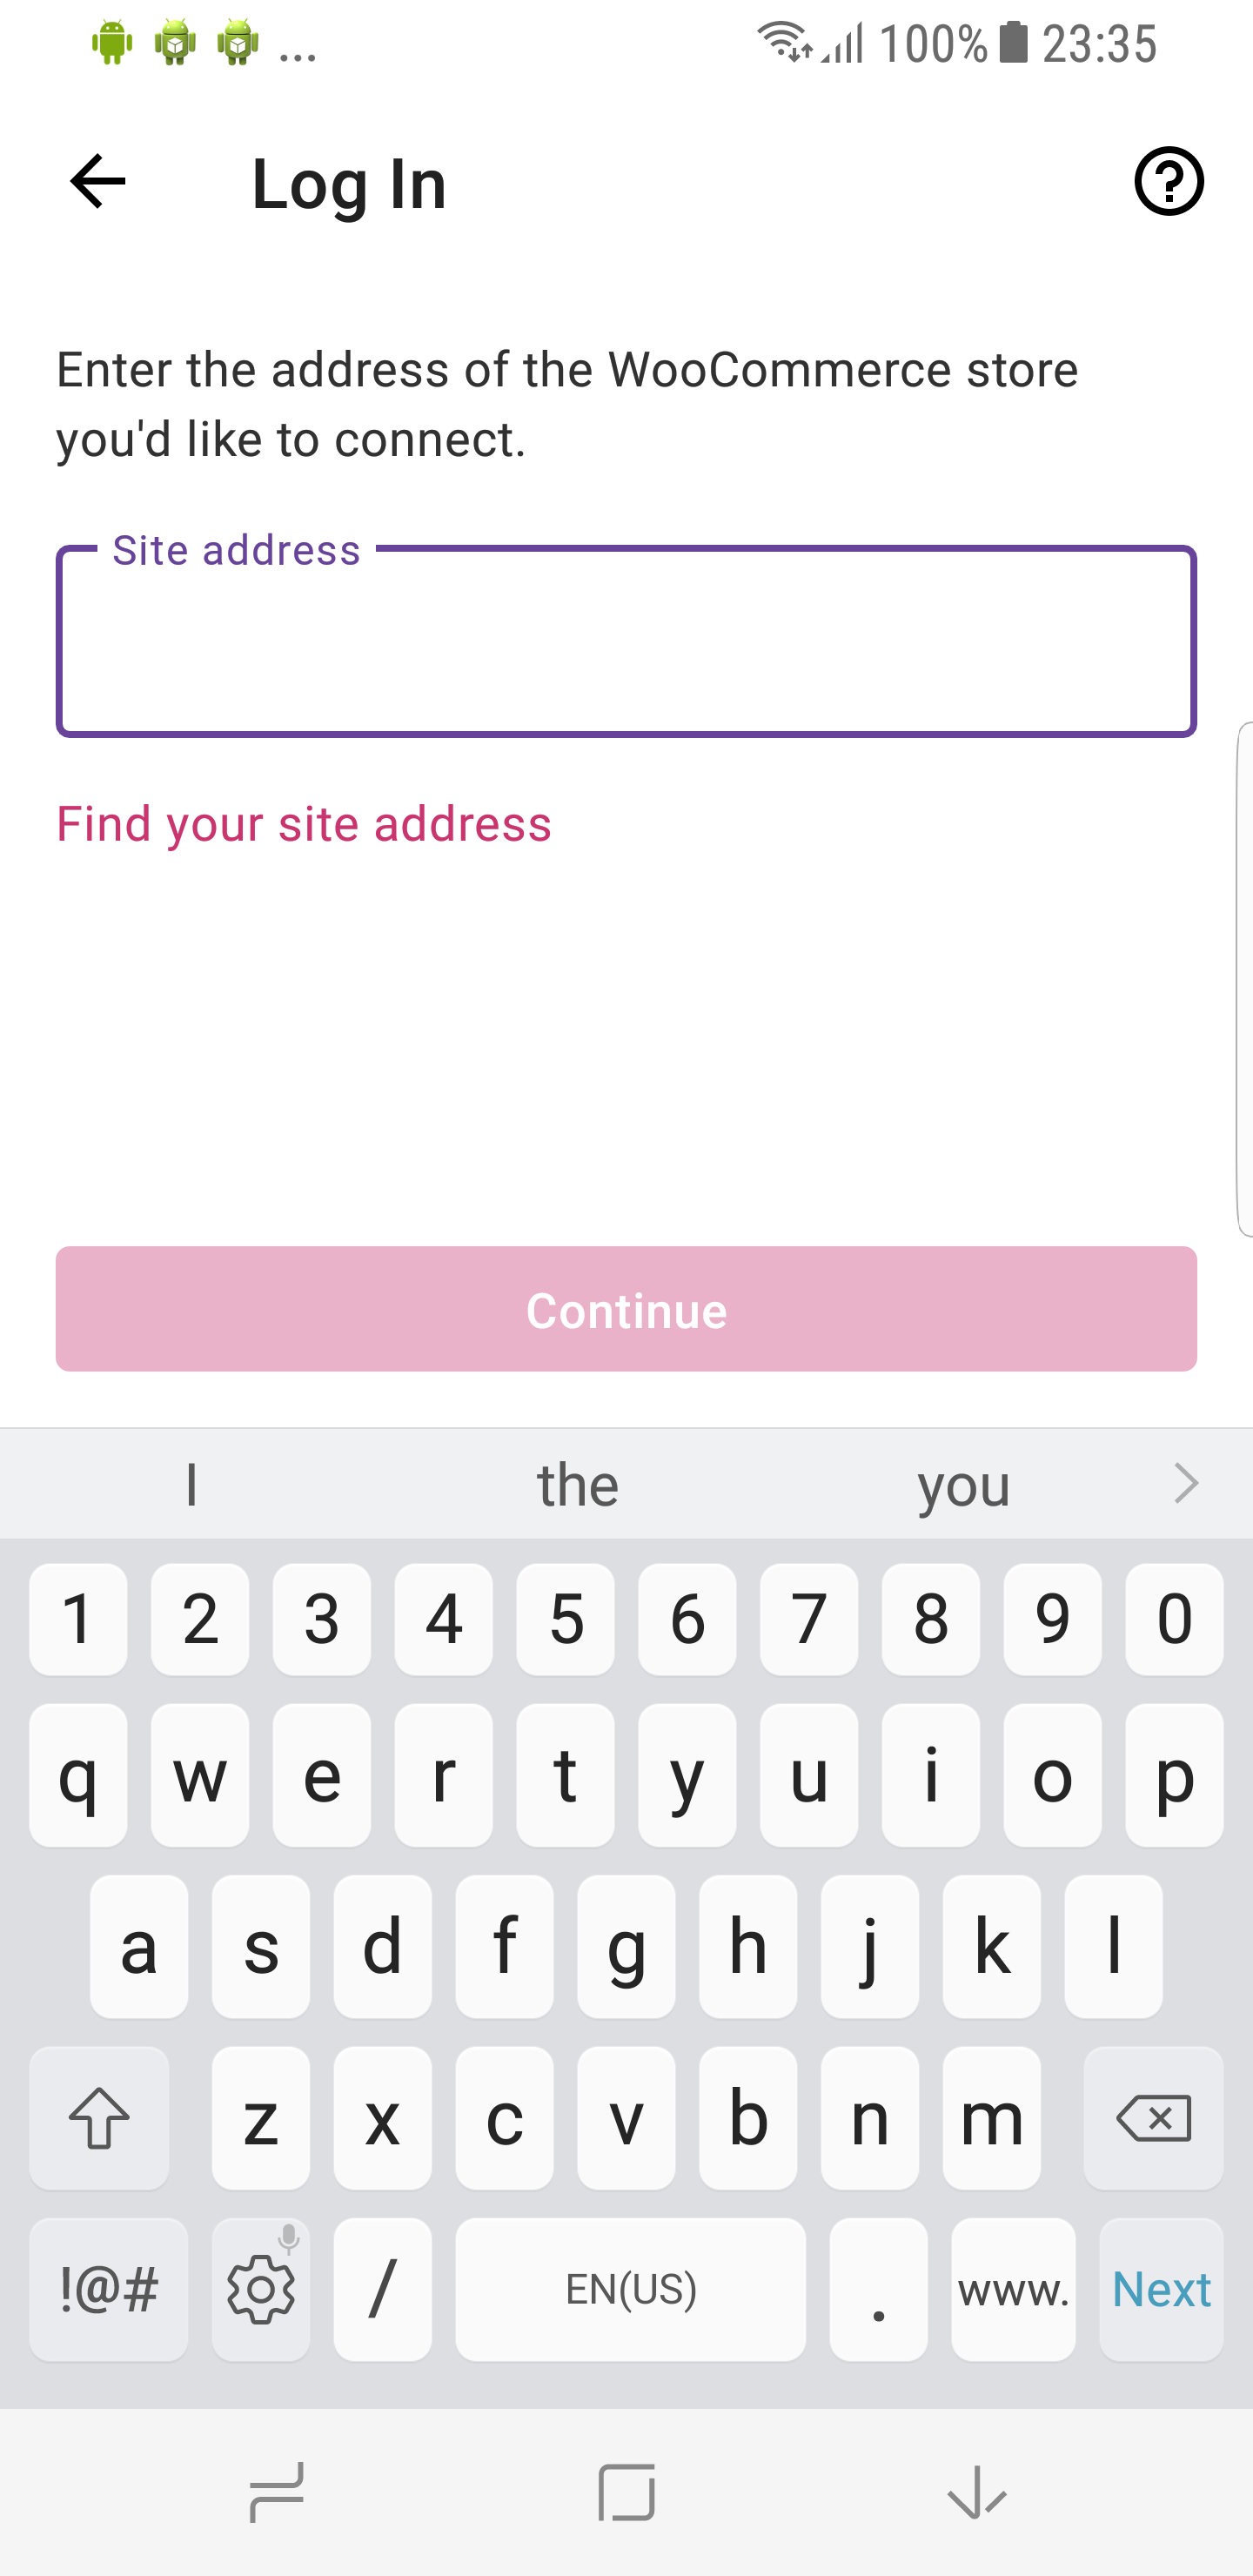 ... 100% 23:35
Log In
Enter the address of the WooCommerce store
you'd like to connect.
Site address
Find your site address
Continue
I the you
1 2 3 4 5 6 7 8 9 0
q w e r t y u i o p
a s d f g h j k l
z x c v b n m
!@# / EN(US) . www. Next